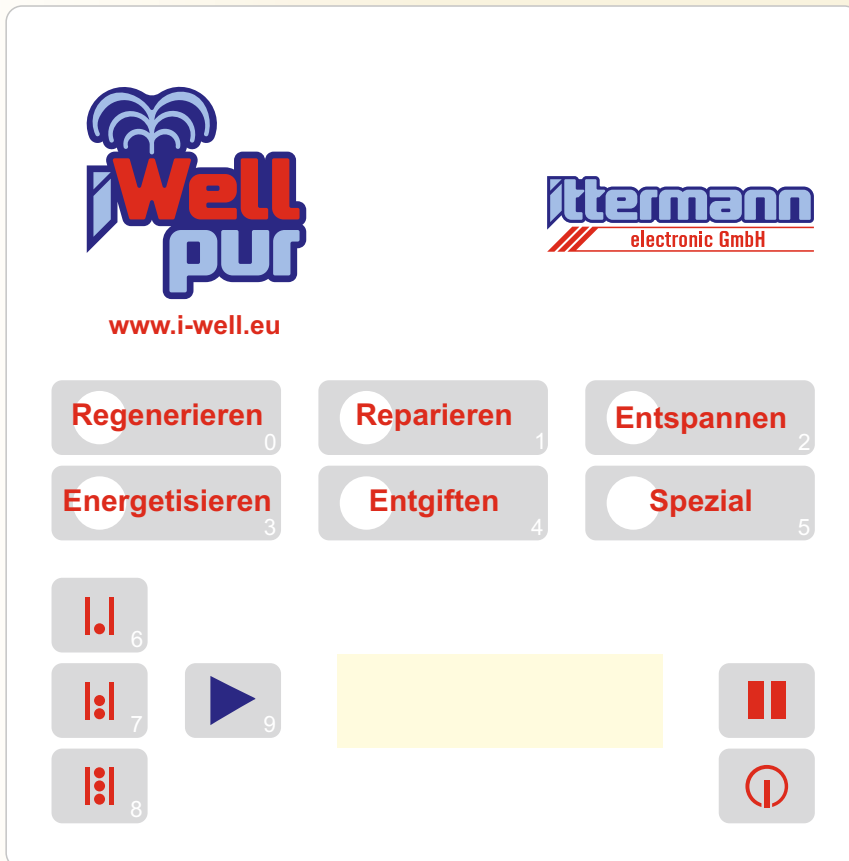 iWell
pur
www.i-well.eu
ittermann
electronic GmbH
Regenerieren 0
Reparieren 1
Entspannen 2
Energetisieren 3
Entgiften 4
Spezial 5
6
7
9
8